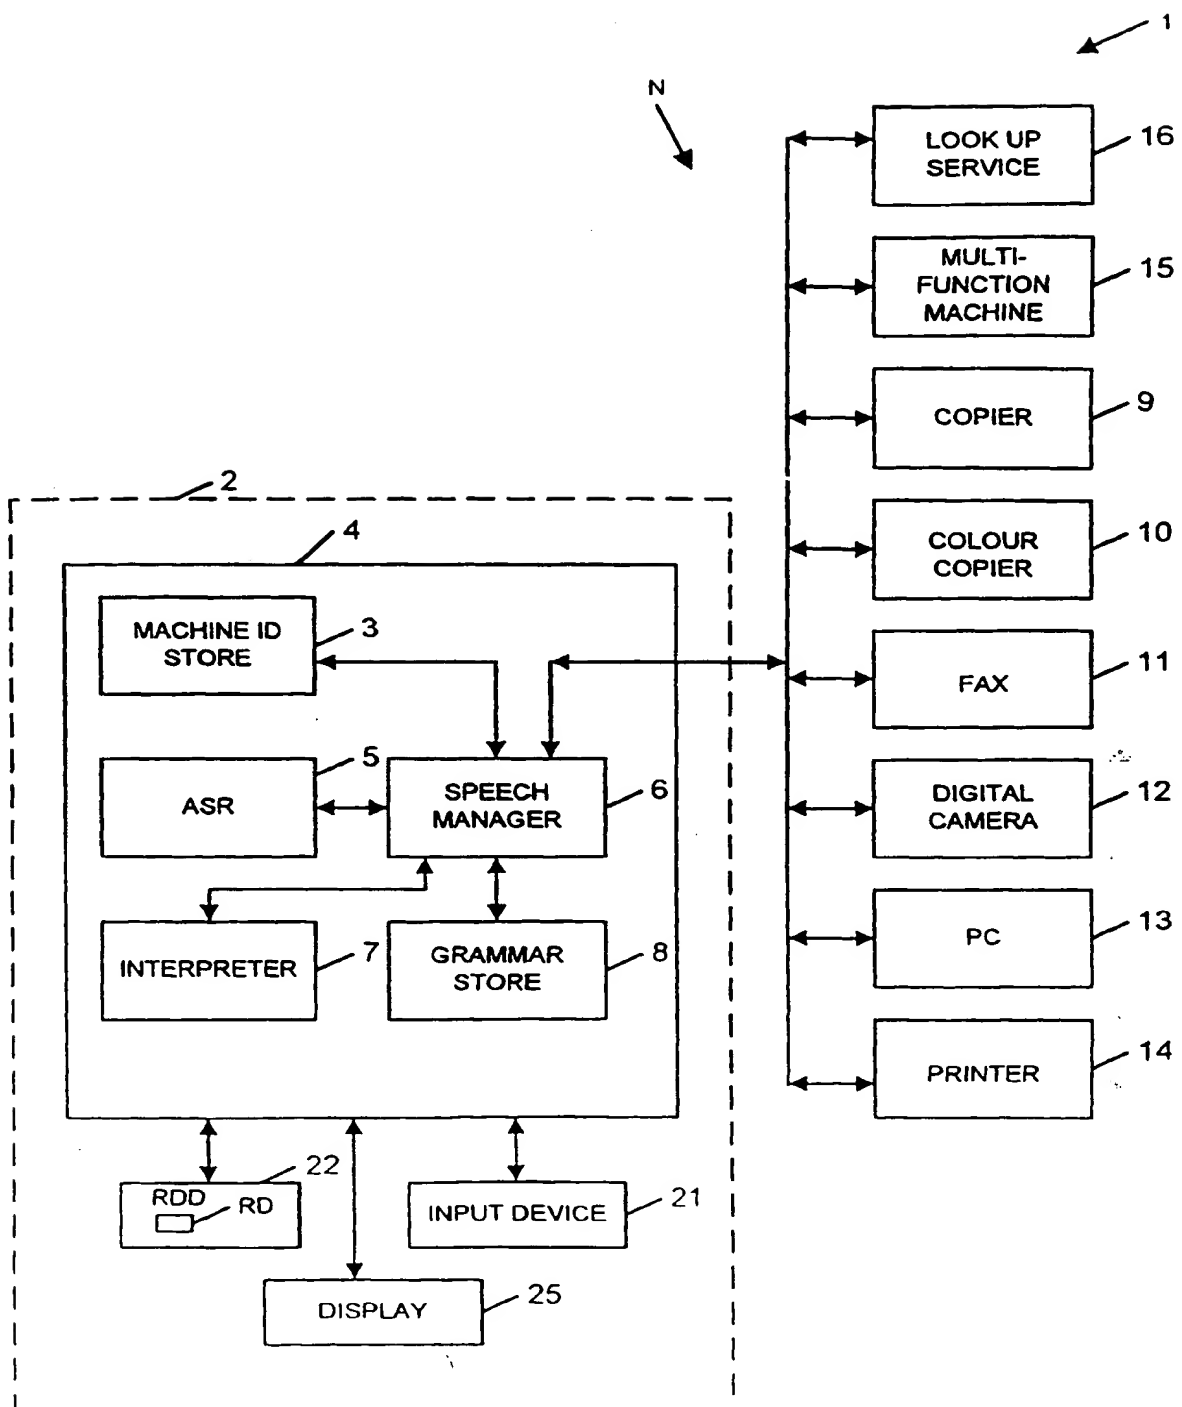 1
N
LOOK UP
SERVICE
16
MULTI-
FUNCTION
MACHINE
15
COPIER
9
2
4
COLOUR
COPIER
10
MACHINE ID
STORE
3
FAX
11
ASR
5
SPEECH
MANAGER
6
DIGITAL
CAMERA
12
INTERPRETER
7
GRAMMAR
STORE
8
PC
13
PRINTER
14
RDD
RD
22
INPUT DEVICE
21
DISPLAY
25